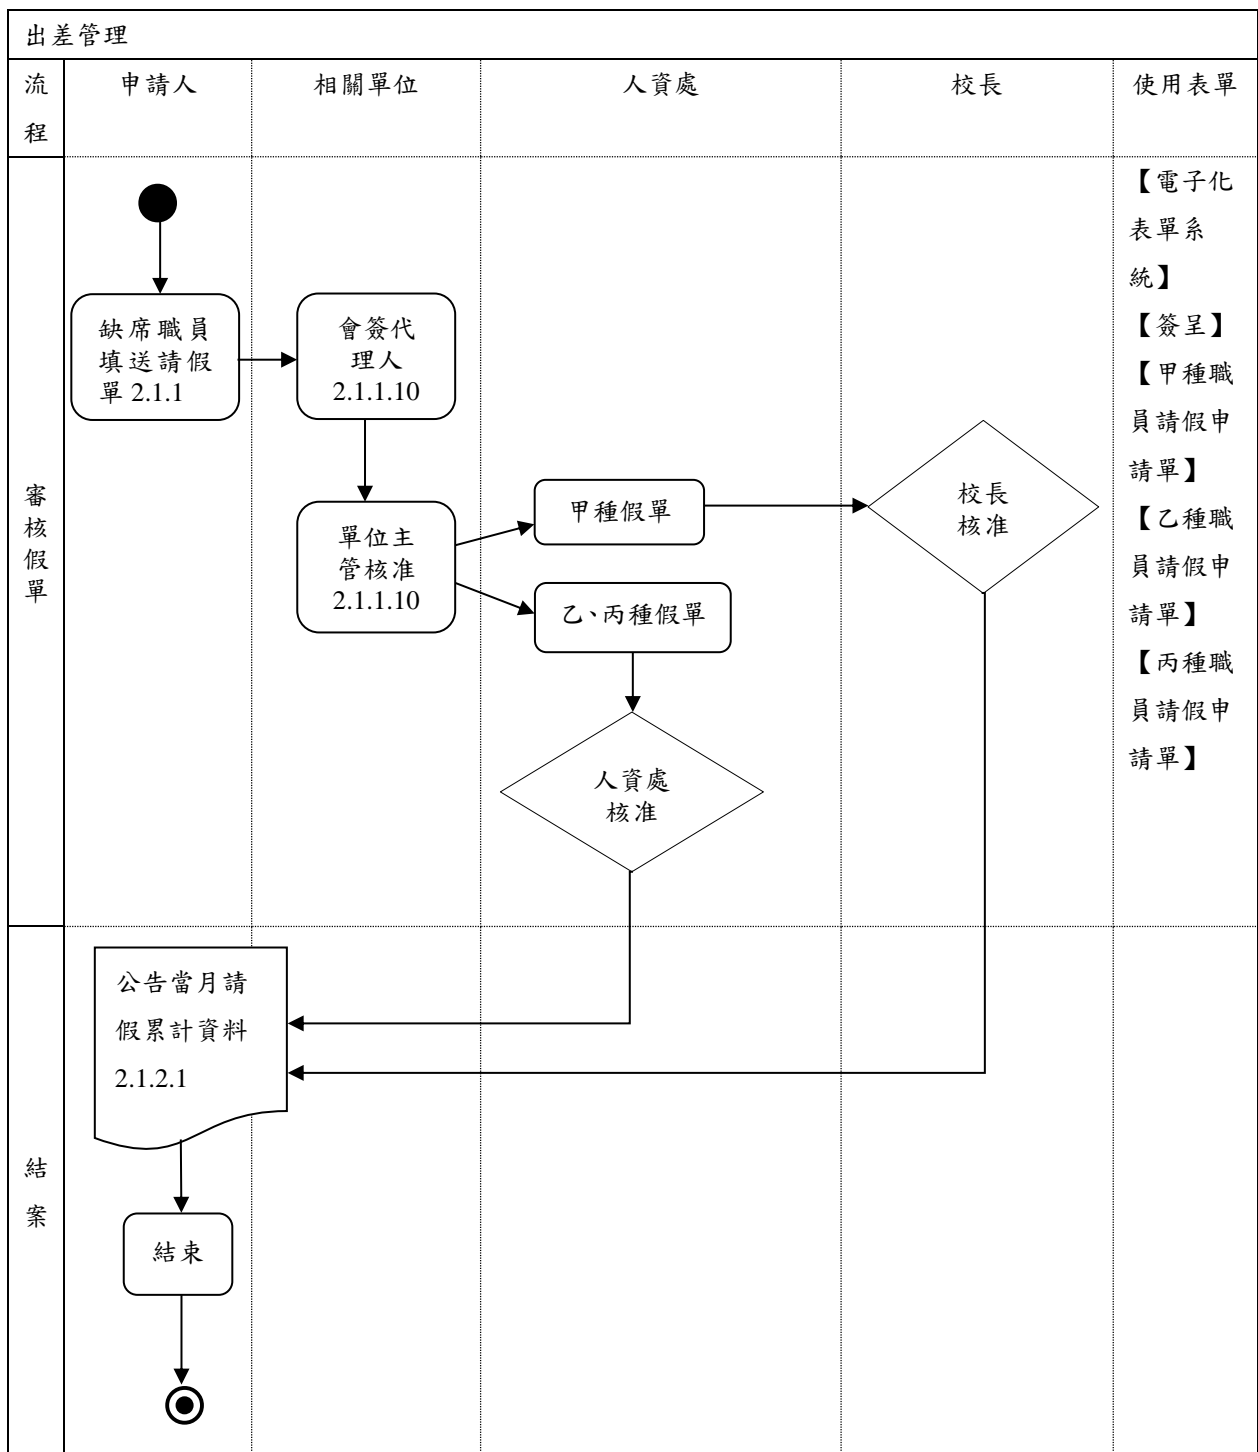 出差管理
流
程
申請人
相關單位
人資處
校長
使用表單
審
核
假
單
缺席職員
填送請假
單 2.1.1
會簽代
理人
2.1.1.10
單位主
管核准
2.1.1.10
甲種假單
乙、丙種假單
人資處
核准
校長
核准
【電子化
表單系
統】
【簽呈】
【甲種職
員請假申
請單】
【乙種職
員請假申
請單】
【丙種職
員請假申
請單】
結
案
公告當月請
假累計資料
2.1.2.1
結束